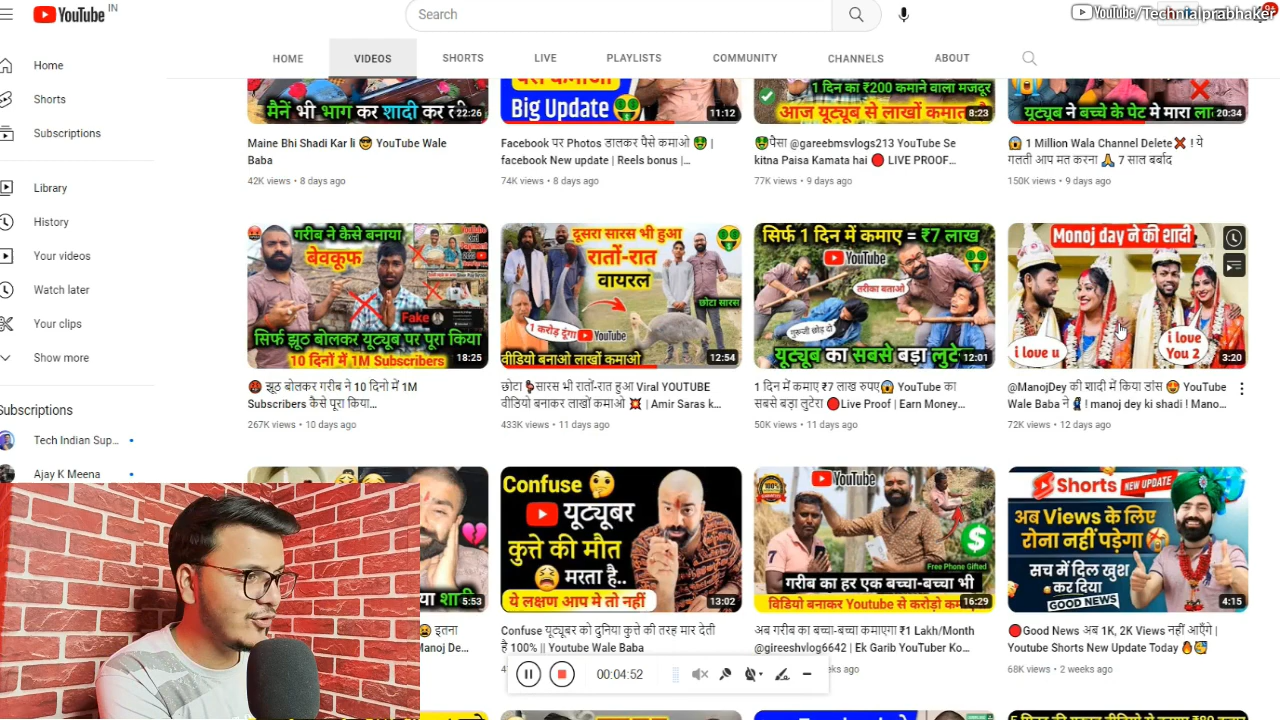 YouTube IN
Search
YouTube/Technialprabhaker
9+
HOME
VIDEOS
SHORTS
LIVE
PLAYLISTS
COMMUNITY
CHANNELS
ABOUT
Home
Shorts
Subscriptions
Library
History
Your videos
Watch later
Your clips
Show more
Subscriptions
Tech Indian Sup...
Ajay K Meena
मैनें भी भाग कर शादी कर
22:26
Maine Bhi Shadi Kar li 😎 YouTube Wale
Baba
42K views • 8 days ago
Big Update
11:12
Facebook पर Photos डालकर पैसे कमाओ 🤑 |
facebook New update | Reels bonus |...
74K views • 8 days ago
1 दिन का ₹200 कमाने वाला मजदूर
आज यूट्यूब से लाखों कमाता
8:23
🤑पैसा @gareebmsvlogs213 YouTube Se
kitna Paisa Kamata hai 🔴 LIVE PROOF...
77K views • 9 days ago
यूट्यूब ने बच्चे के पेट मे मारा
20:34
😱 1 Million Wala Channel Delete❌ ! ये
गलती आप मत करना 🙏 7 साल बर्बाद
150K views • 9 days ago
गरीब ने कैसे बनाया
बेवकूफ
Fake
सिर्फ झूठ बोलकर यूट्यूब पर पूरा किया
10 दिनों में 1M Subscribers
18:25
😡 झूठ बोलकर गरीब ने 10 दिनो में 1M
Subscribers कैसे पूरा किया...
267K views • 10 days ago
दूसरा सारस भी हुआ
रातों-रात
वायरल
छोटा सारस
1 करोड़ दूंगा
YouTube
वीडियो बनाओ लाखों कमाओ
12:54
छोटा 🦩सारस भी रातों-रात हुआ Viral YOUTUBE
वीडियो बनाकर लाखों कमाओ 💥 | Amir Saras k...
433K views • 11 days ago
सिर्फ 1 दिन में कमाए = ₹7 लाख
YouTube
तरीका बताओ
गुरूजी छोड़ दो
यूट्यूब का सबसे बड़ा लुटे
12:01
1 दिन में कमाए ₹7 लाख रुपए😱 YouTube का
सबसे बड़ा लुटेरा 🔴Live Proof | Earn Money...
50K views • 11 days ago
Monoj day ने की शादी
i love u
i love
You 2
3:20
@ManojDey की शादी में किया डांस 😍 YouTube
Wale Baba ने 🕺! manoj dey ki shadi ! Mano...
72K views • 12 days ago
5:53
इतना
Confuse
यूट्यूबर
कुत्ते की मौत
मरता है..
ये लक्षण आप मे तो नहीं
13:02
Confuse यूट्यूबर को दुनिया कुत्ते की तरह मार देती
है 100% || Youtube Wale Baba
YouTube
100%
Free Phone Gifted
गरीब का हर एक बच्चा-बच्चा भी
विडियो बनाकर Youtube से करोड़ो
16:29
अब गरीब का बच्चा-बच्चा कमाएगा ₹1 Lakh/Month
@gireeshvlog6642 | Ek Garib YouTuber Ko...
ago
Shorts NEW UPDATE
अब Views के लिए
रोना नहीं पड़ेगा
सच में दिल खुश
कर दिया
GOOD NEWS
4:15
🔴Good News अब 1K, 2K Views नहीं आएँगे |
Youtube Shorts New Update Today 🔥
68K views • 2 weeks ago
00:04:52